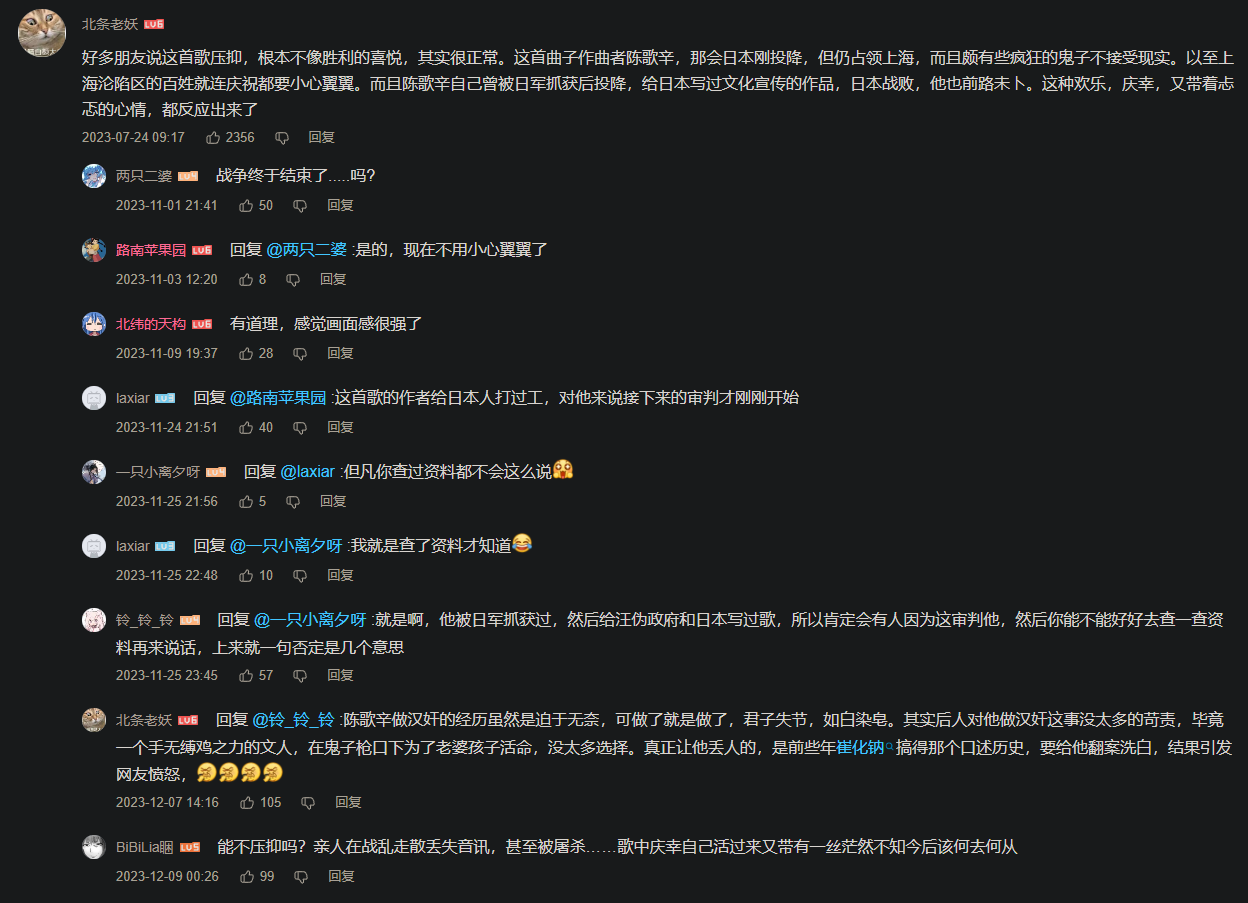 北条老妖 LV6
好多朋友说这首歌压抑，根本不像胜利的喜悦，其实很正常。这首曲子作曲者陈歌辛，那会日本刚投降，但仍占领上海，而且颇有些疯狂的鬼子不接受现实。以至上
海沦陷区的百姓就连庆祝都要小心翼翼。而且陈歌辛自己曾被日军抓获后投降，给日本写过文化宣传的作品，日本战败，他也前路未卜。这种欢乐，庆幸，又带着忐
忑的心情，都反应出来了
2023-07-24 09:17 2356 回复
两只二婆 LV4 战争终于结束了.....吗?
2023-11-01 21:41 50 回复
路南苹果园 LV6 回复 @两只二婆 :是的，现在不用小心翼翼了
2023-11-03 12:20 8 回复
北纬的天构 LV6 有道理，感觉画面感很强了
2023-11-09 19:37 28 回复
laxiar LV3 回复 @路南苹果园 :这首歌的作者给日本人打过工，对他来说接下来的审判才刚刚开始
2023-11-24 21:51 40 回复
一只小离夕呀 LV4 回复 @laxiar :但凡你查过资料都不会这么说😱
2023-11-25 21:56 5 回复
laxiar LV3 回复 @一只小离夕呀 :我就是查了资料才知道😂
2023-11-25 22:48 10 回复
铃_铃_铃 LV4 回复 @一只小离夕呀 :就是啊，他被日军抓获过，然后给汪伪政府和日本写过歌，所以肯定会有人因为这审判他，然后你能不能好好去查一查资
料再来说话，上来就一句否定是几个意思
2023-11-25 23:45 57 回复
北条老妖 LV6 回复 @铃_铃_铃 :陈歌辛做汉奸的经历虽然是迫于无奈，可做了就是做了，君子失节，如白染皂。其实后人对他做汉奸这事没太多的苛责，毕竟
一个手无缚鸡之力的文人，在鬼子枪口下为了老婆孩子活命，没太多选择。真正让他丢人的，是前些年崔化钠搞得那个口述历史，要给他翻案洗白，结果引发
网友愤怒，
2023-12-07 14:16 105 回复
BiBiLia睏 LV5 能不压抑吗？亲人在战乱走散丢失音讯，甚至被屠杀……歌中庆幸自己活过来又带有一丝茫然不知今后该何去何从
2023-12-09 00:26 99 回复